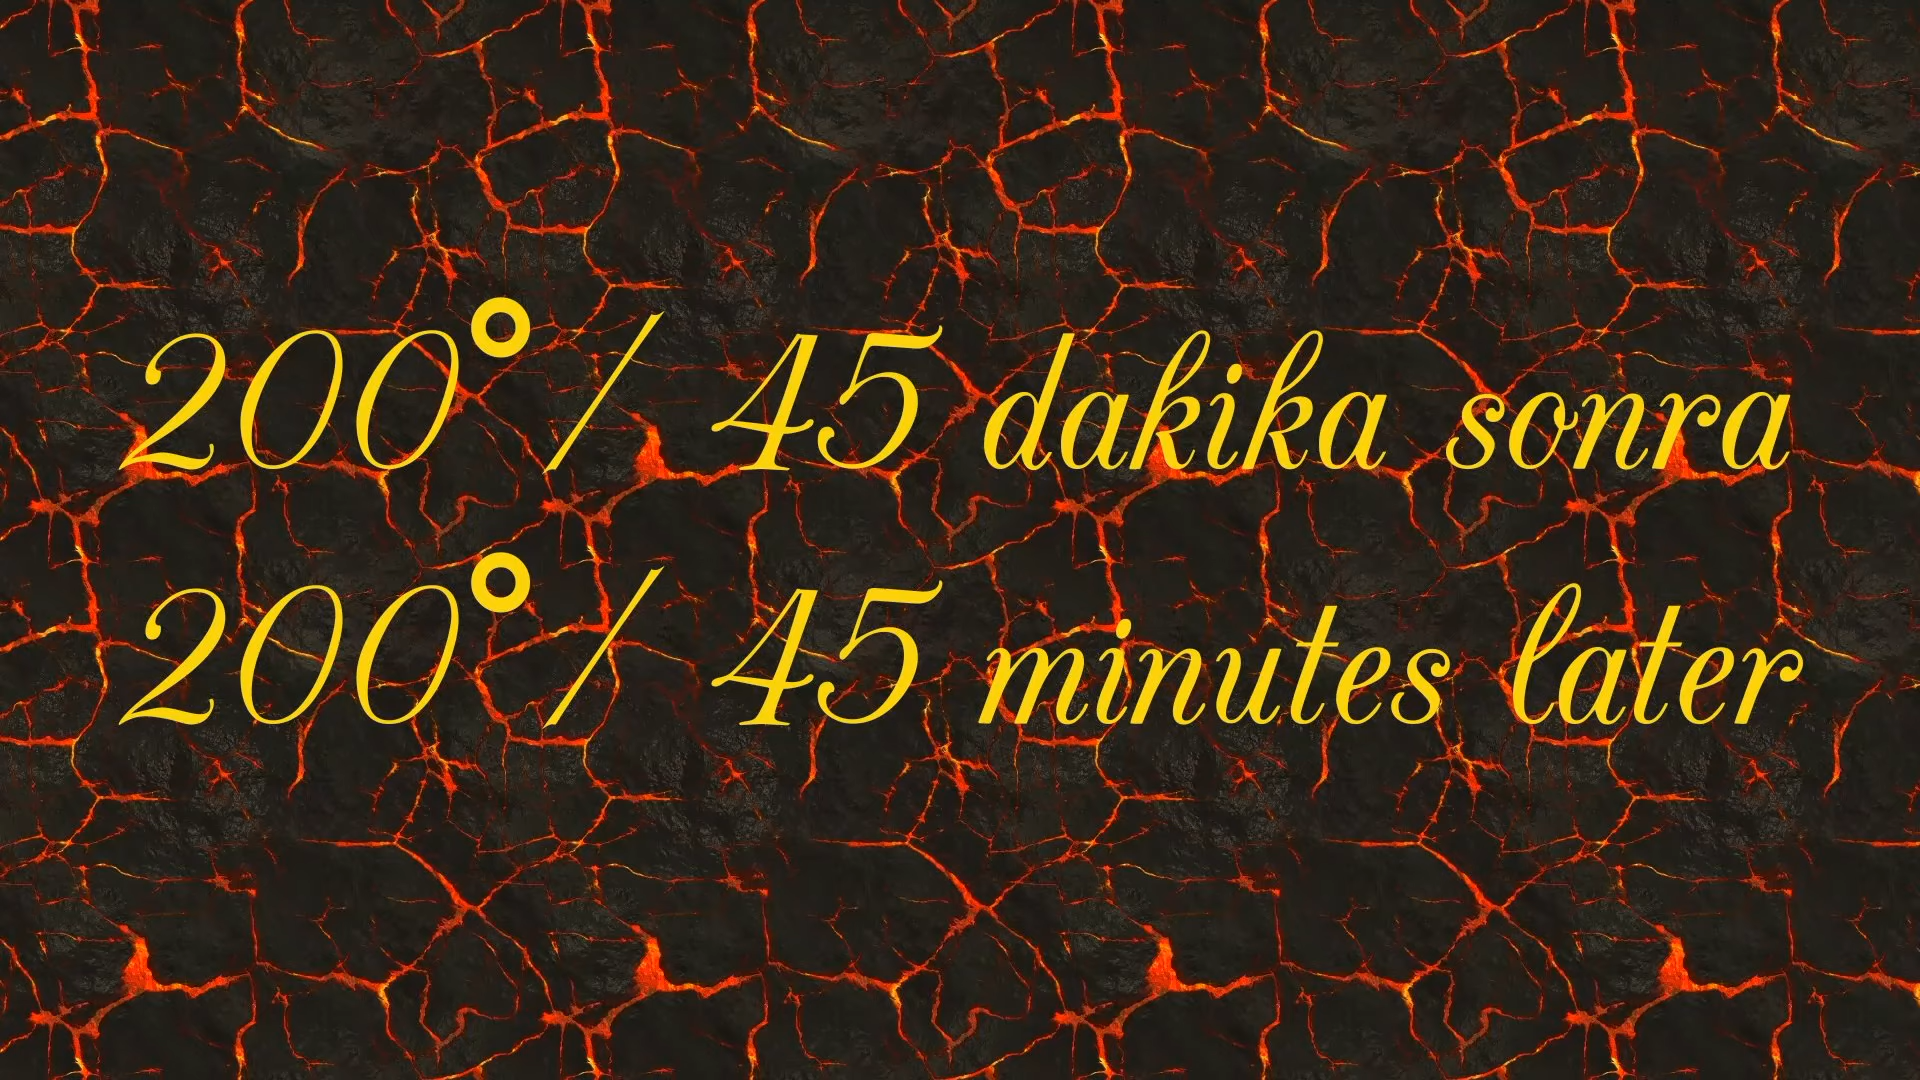 200° / 45 dakika sonra
200° / 45 minutes later